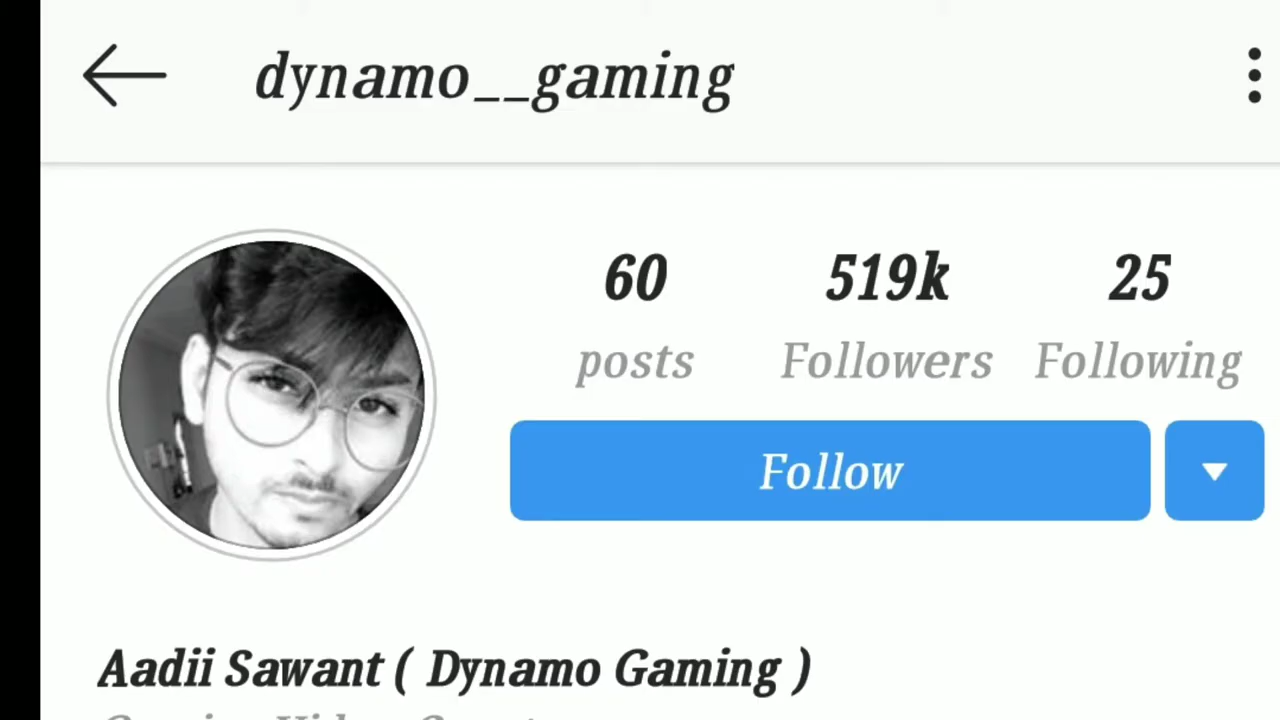 dynamo__gaming
60 519k 25
posts Followers Following
Follow
Aadii Sawant ( Dynamo Gaming )